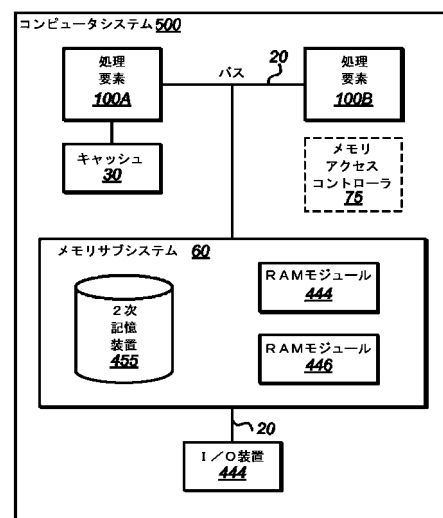 コンピュータシステム500
処理
要素
100A
バス
20
処理
要素
100B
キャッシュ
30
メモリ
アクセス
コントローラ
75
メモリサブシステム 60
2次
記憶
装置
455
RAMモジュール
444
RAMモジュール
446
20
I/O装置
444